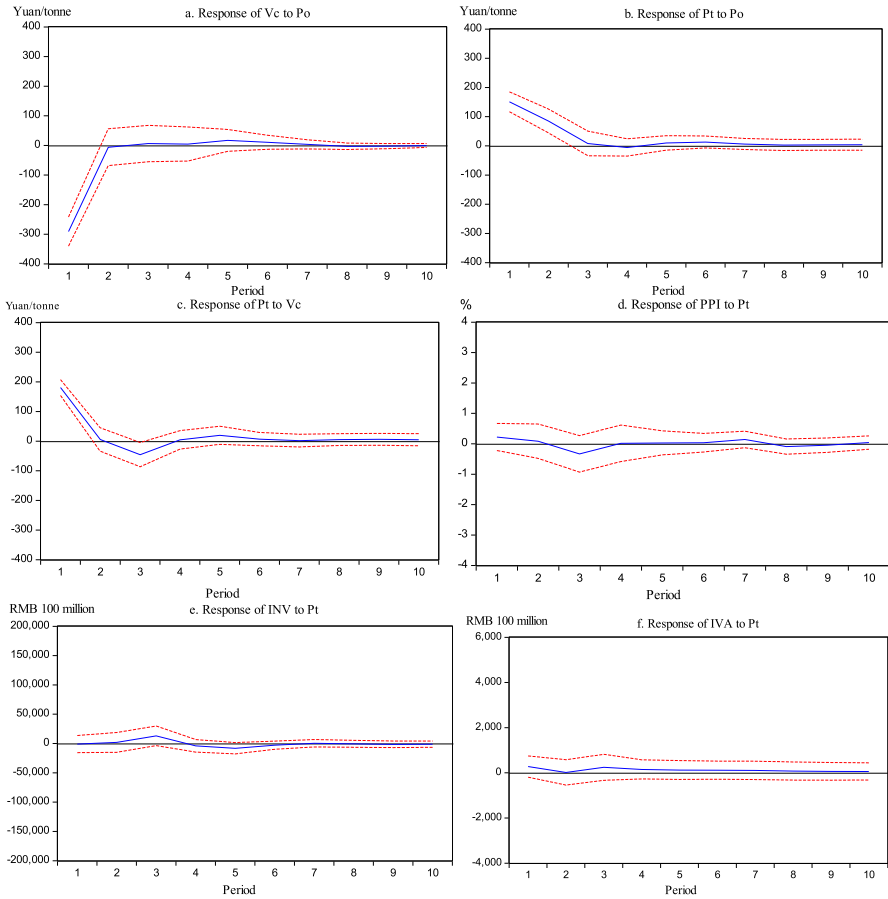 Yuan/tonne
a. Response of Vc to Po
400
300
200
100
0
-100
-200
-300
-400
1 2 3 4 5 6 7 8 9 10
Period
Yuan/tonne
b. Response of Pt to Po
400
300
200
100
0
-100
-200
-300
-400
1 2 3 4 5 6 7 8 9 10
Period
Yuan/tonne
c. Response of Pt to Vc
400
300
200
100
0
-100
-200
-300
-400
1 2 3 4 5 6 7 8 9 10
Period
%
d. Response of PPI to Pt
4
3
2
1
0
-1
-2
-3
-4
1 2 3 4 5 6 7 8 9 10
Period
RMB 100 million
e. Response of INV to Pt
200,000
150,000
100,000
50,000
0
-50,000
-100,000
-150,000
-200,000
1 2 3 4 5 6 7 8 9 10
Period
RMB 100 million
f. Response of IVA to Pt
6,000
4,000
2,000
0
-2,000
-4,000
1 2 3 4 5 6 7 8 9 10
Period